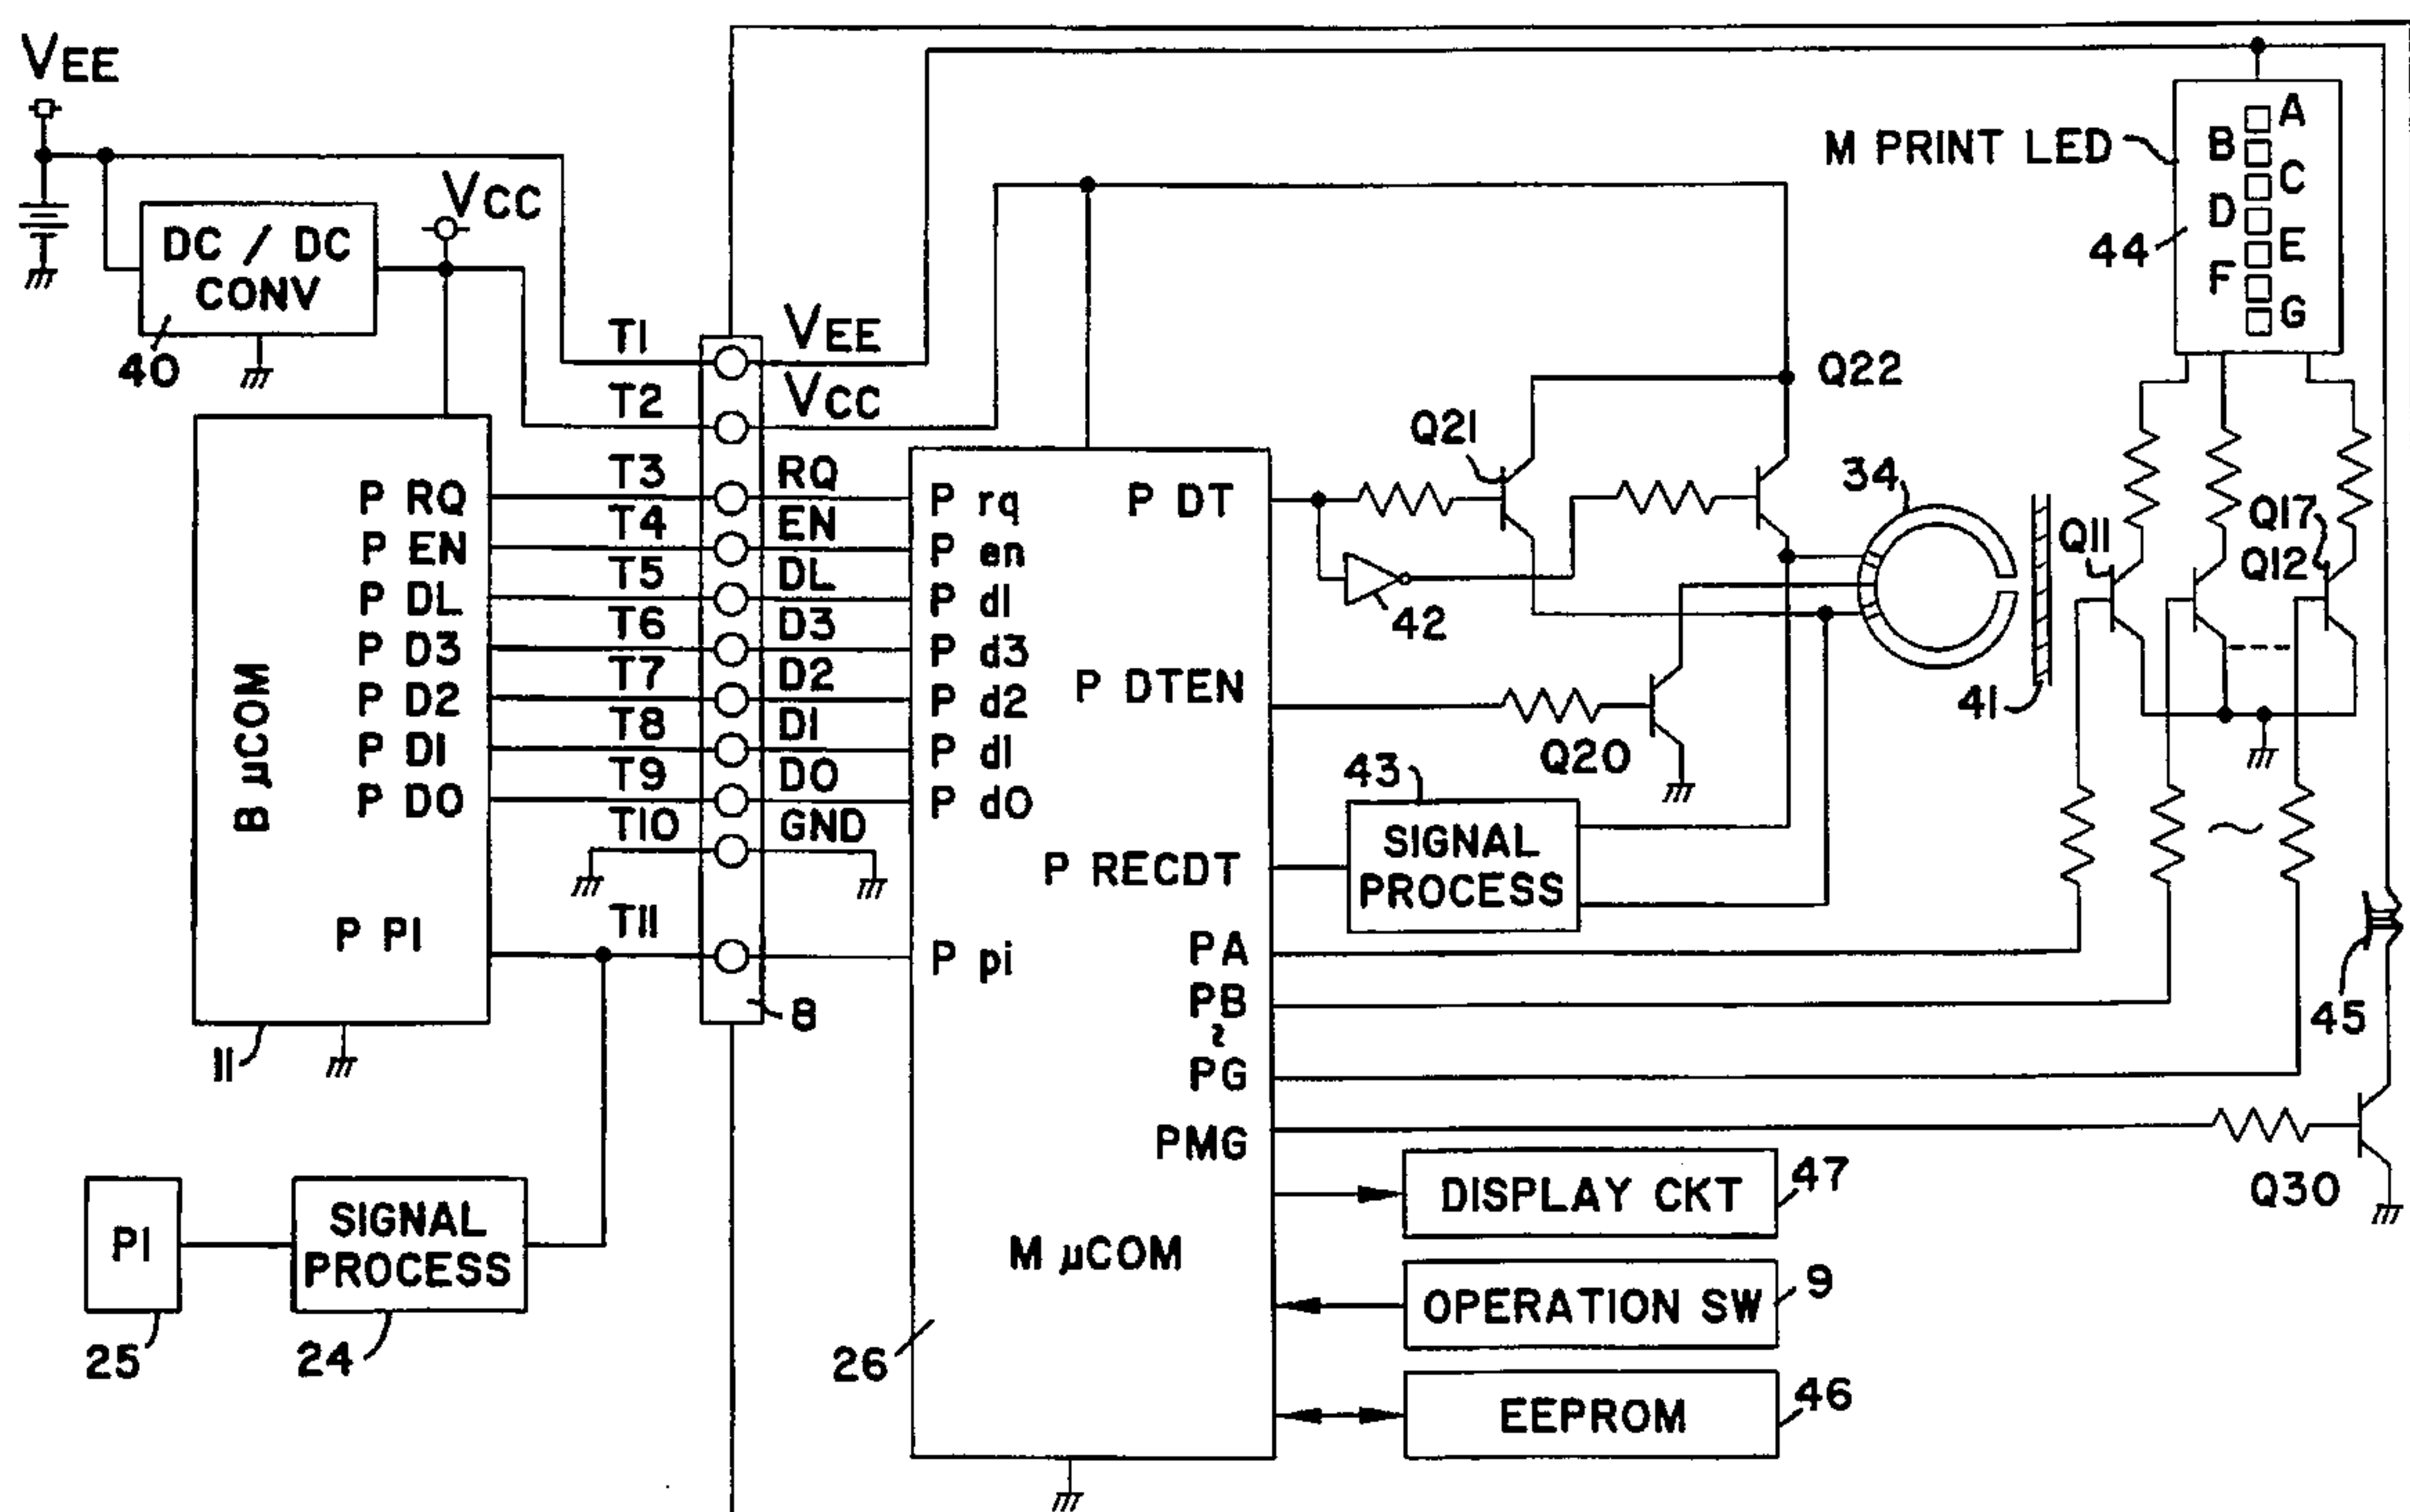 VEE
VCC
DC / DC
CONV
40
T1
VEE
T2
VCC
T3
RQ
T4
EN
T5
DL
T6
D3
T7
D2
T8
D1
T9
D0
T10
GND
T11
8
P RQ
P EN
P DL
P D3
P D2
P D1
P D0
P PI
B µCOM
11
PI
25
SIGNAL
PROCESS
24
P rq
P en
P dl
P d3
P d2
P d1
P d0
P pi
P DT
P DTEN
P RECDT
PA
PB
~
PG
PMG
M µCOM
26
Q21
Q22
42
34
41
Q20
43
SIGNAL
PROCESS
M PRINT LED
44
A
B
C
D
E
F
G
Q11
Q17
Q12
~
45
Q30
DISPLAY CKT
47
OPERATION SW
9
EEPROM
46